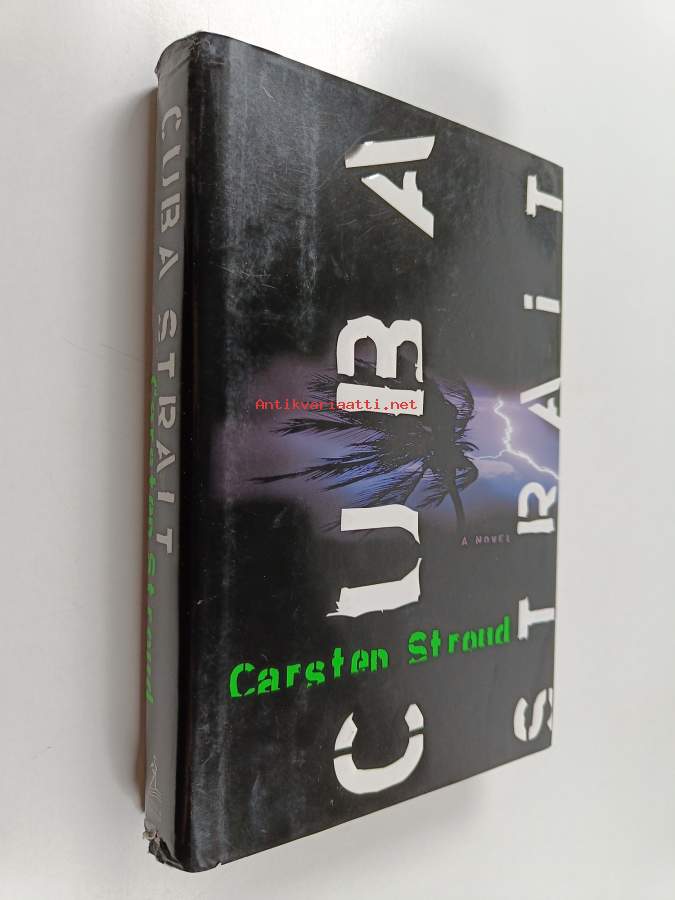 CUBA STRAIT
Carsten Stroud
CUBA
STRAiT
A NOVEL
Carsten Stroud
Antikvariaatti.net